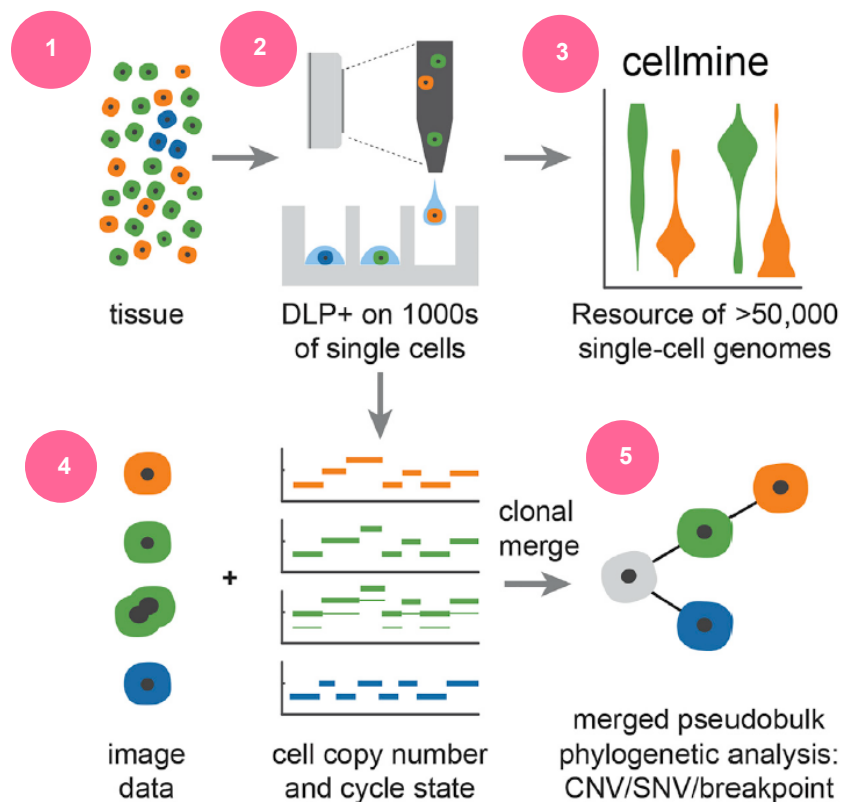 1
2
3
cellmine
tissue
DLP+ on 1000s
of single cells
Resource of >50,000
single-cell genomes
4
+
clonal
merge
5
image
data
cell copy number
and cycle state
merged pseudobulk
phylogenetic analysis:
CNV/SNV/breakpoint